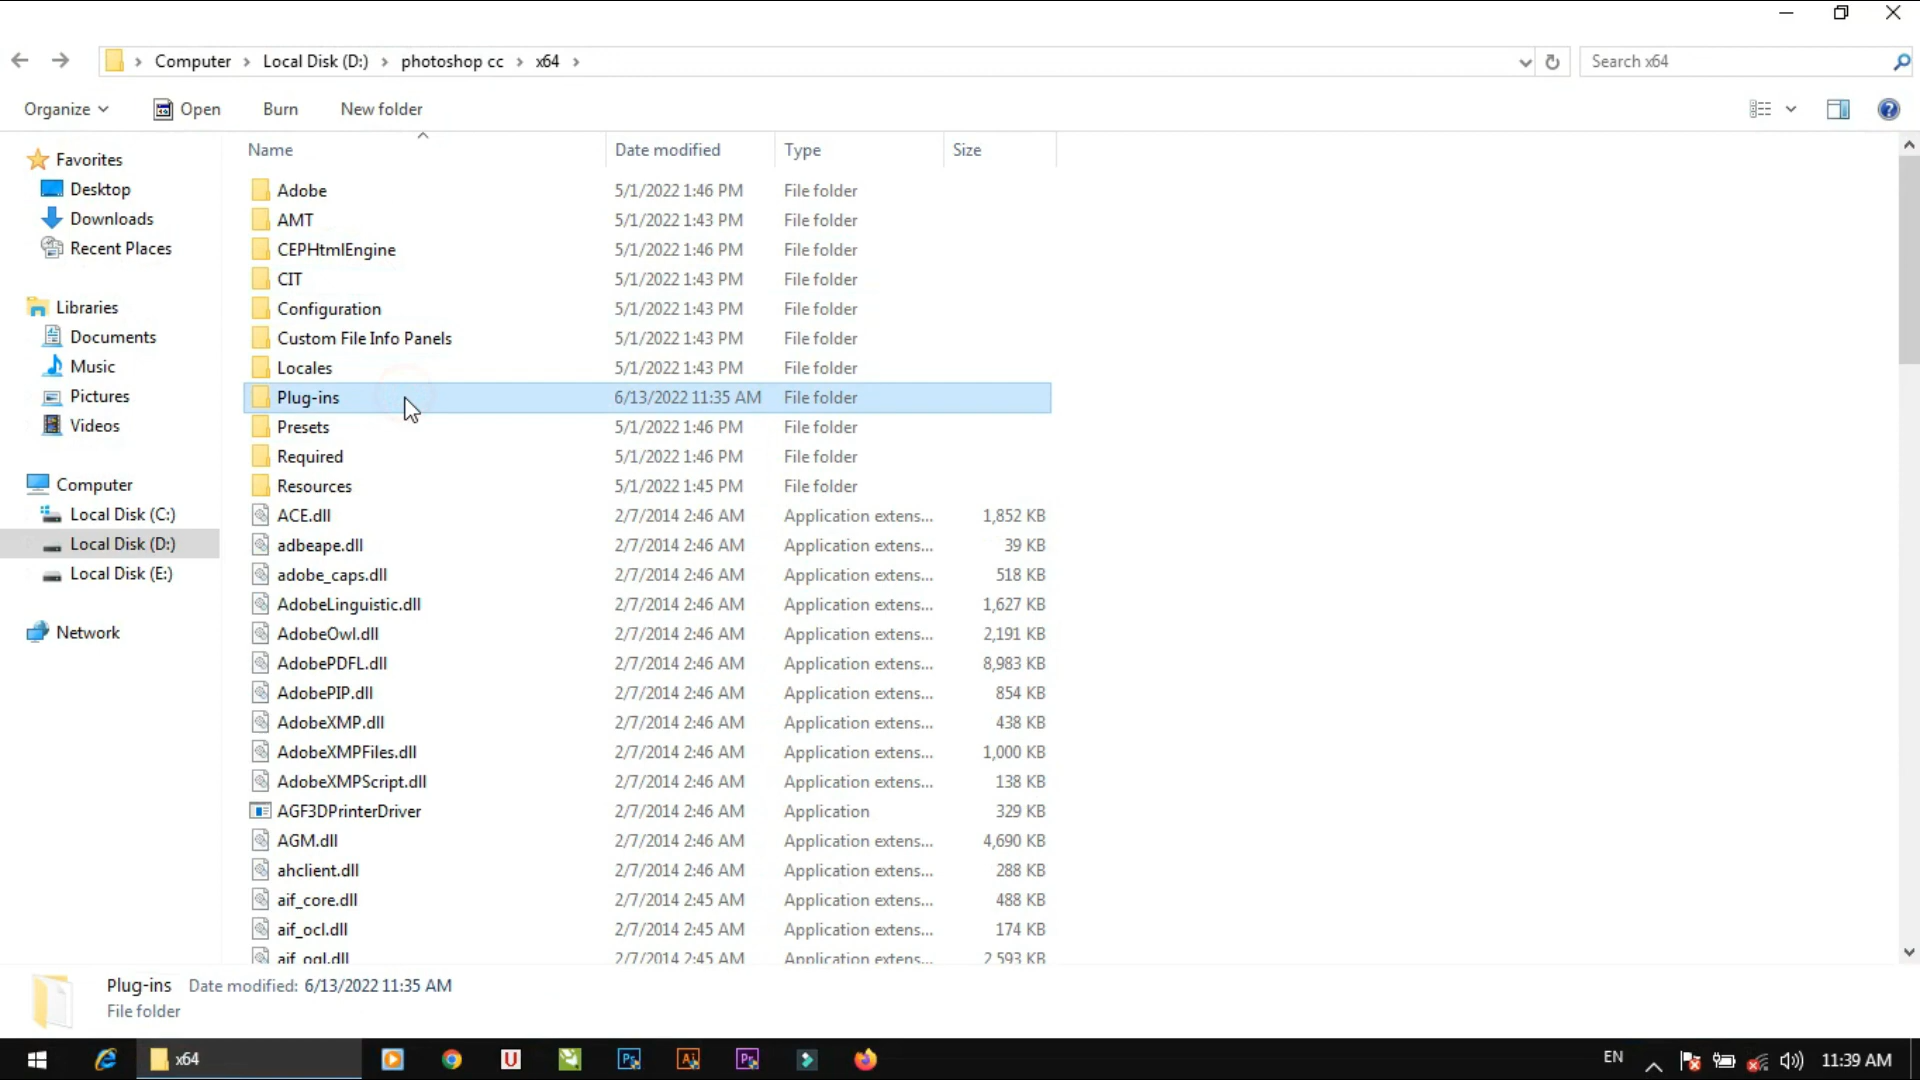 Computer Local Disk (D:) photoshop cc x64 Search x64
Organize Open Burn New folder
Name Date modified Type Size
Favorites
Desktop
Downloads
Recent Places
Libraries
Documents
Music
Pictures
Videos
Computer
Local Disk (C:)
Local Disk (D:)
Local Disk (E:)
Network
Adobe 5/1/2022 1:46 PM File folder
AMT 5/1/2022 1:43 PM File folder
CEPHtmlEngine 5/1/2022 1:46 PM File folder
CIT 5/1/2022 1:43 PM File folder
Configuration 5/1/2022 1:43 PM File folder
Custom File Info Panels 5/1/2022 1:43 PM File folder
Locales 5/1/2022 1:43 PM File folder
Plug-ins 6/13/2022 11:35 AM File folder
Presets 5/1/2022 1:46 PM File folder
Required 5/1/2022 1:46 PM File folder
Resources 5/1/2022 1:45 PM File folder
ACE.dll 2/7/2014 2:46 AM Application extens... 1,852 KB
adbeape.dll 2/7/2014 2:46 AM Application extens... 39 KB
adobe_caps.dll 2/7/2014 2:46 AM Application extens... 518 KB
AdobeLinguistic.dll 2/7/2014 2:46 AM Application extens... 1,627 KB
AdobeOwl.dll 2/7/2014 2:46 AM Application extens... 2,191 KB
AdobePDFL.dll 2/7/2014 2:46 AM Application extens... 8,983 KB
AdobePIP.dll 2/7/2014 2:46 AM Application extens... 854 KB
AdobeXMP.dll 2/7/2014 2:46 AM Application extens... 438 KB
AdobeXMPFiles.dll 2/7/2014 2:46 AM Application extens... 1,000 KB
AdobeXMPScript.dll 2/7/2014 2:46 AM Application extens... 138 KB
AGF3DPrinterDriver 2/7/2014 2:46 AM Application 329 KB
AGM.dll 2/7/2014 2:46 AM Application extens... 4,690 KB
ahclient.dll 2/7/2014 2:46 AM Application extens... 288 KB
aif_core.dll 2/7/2014 2:45 AM Application extens... 488 KB
aif_ocl.dll 2/7/2014 2:45 AM Application extens... 174 KB
aif_ogl.dll 2/7/2014 2:45 AM Application extens... 2,593 KB
Plug-ins Date modified: 6/13/2022 11:35 AM
File folder
x64 U Ps Ai Pr EN 11:39 AM